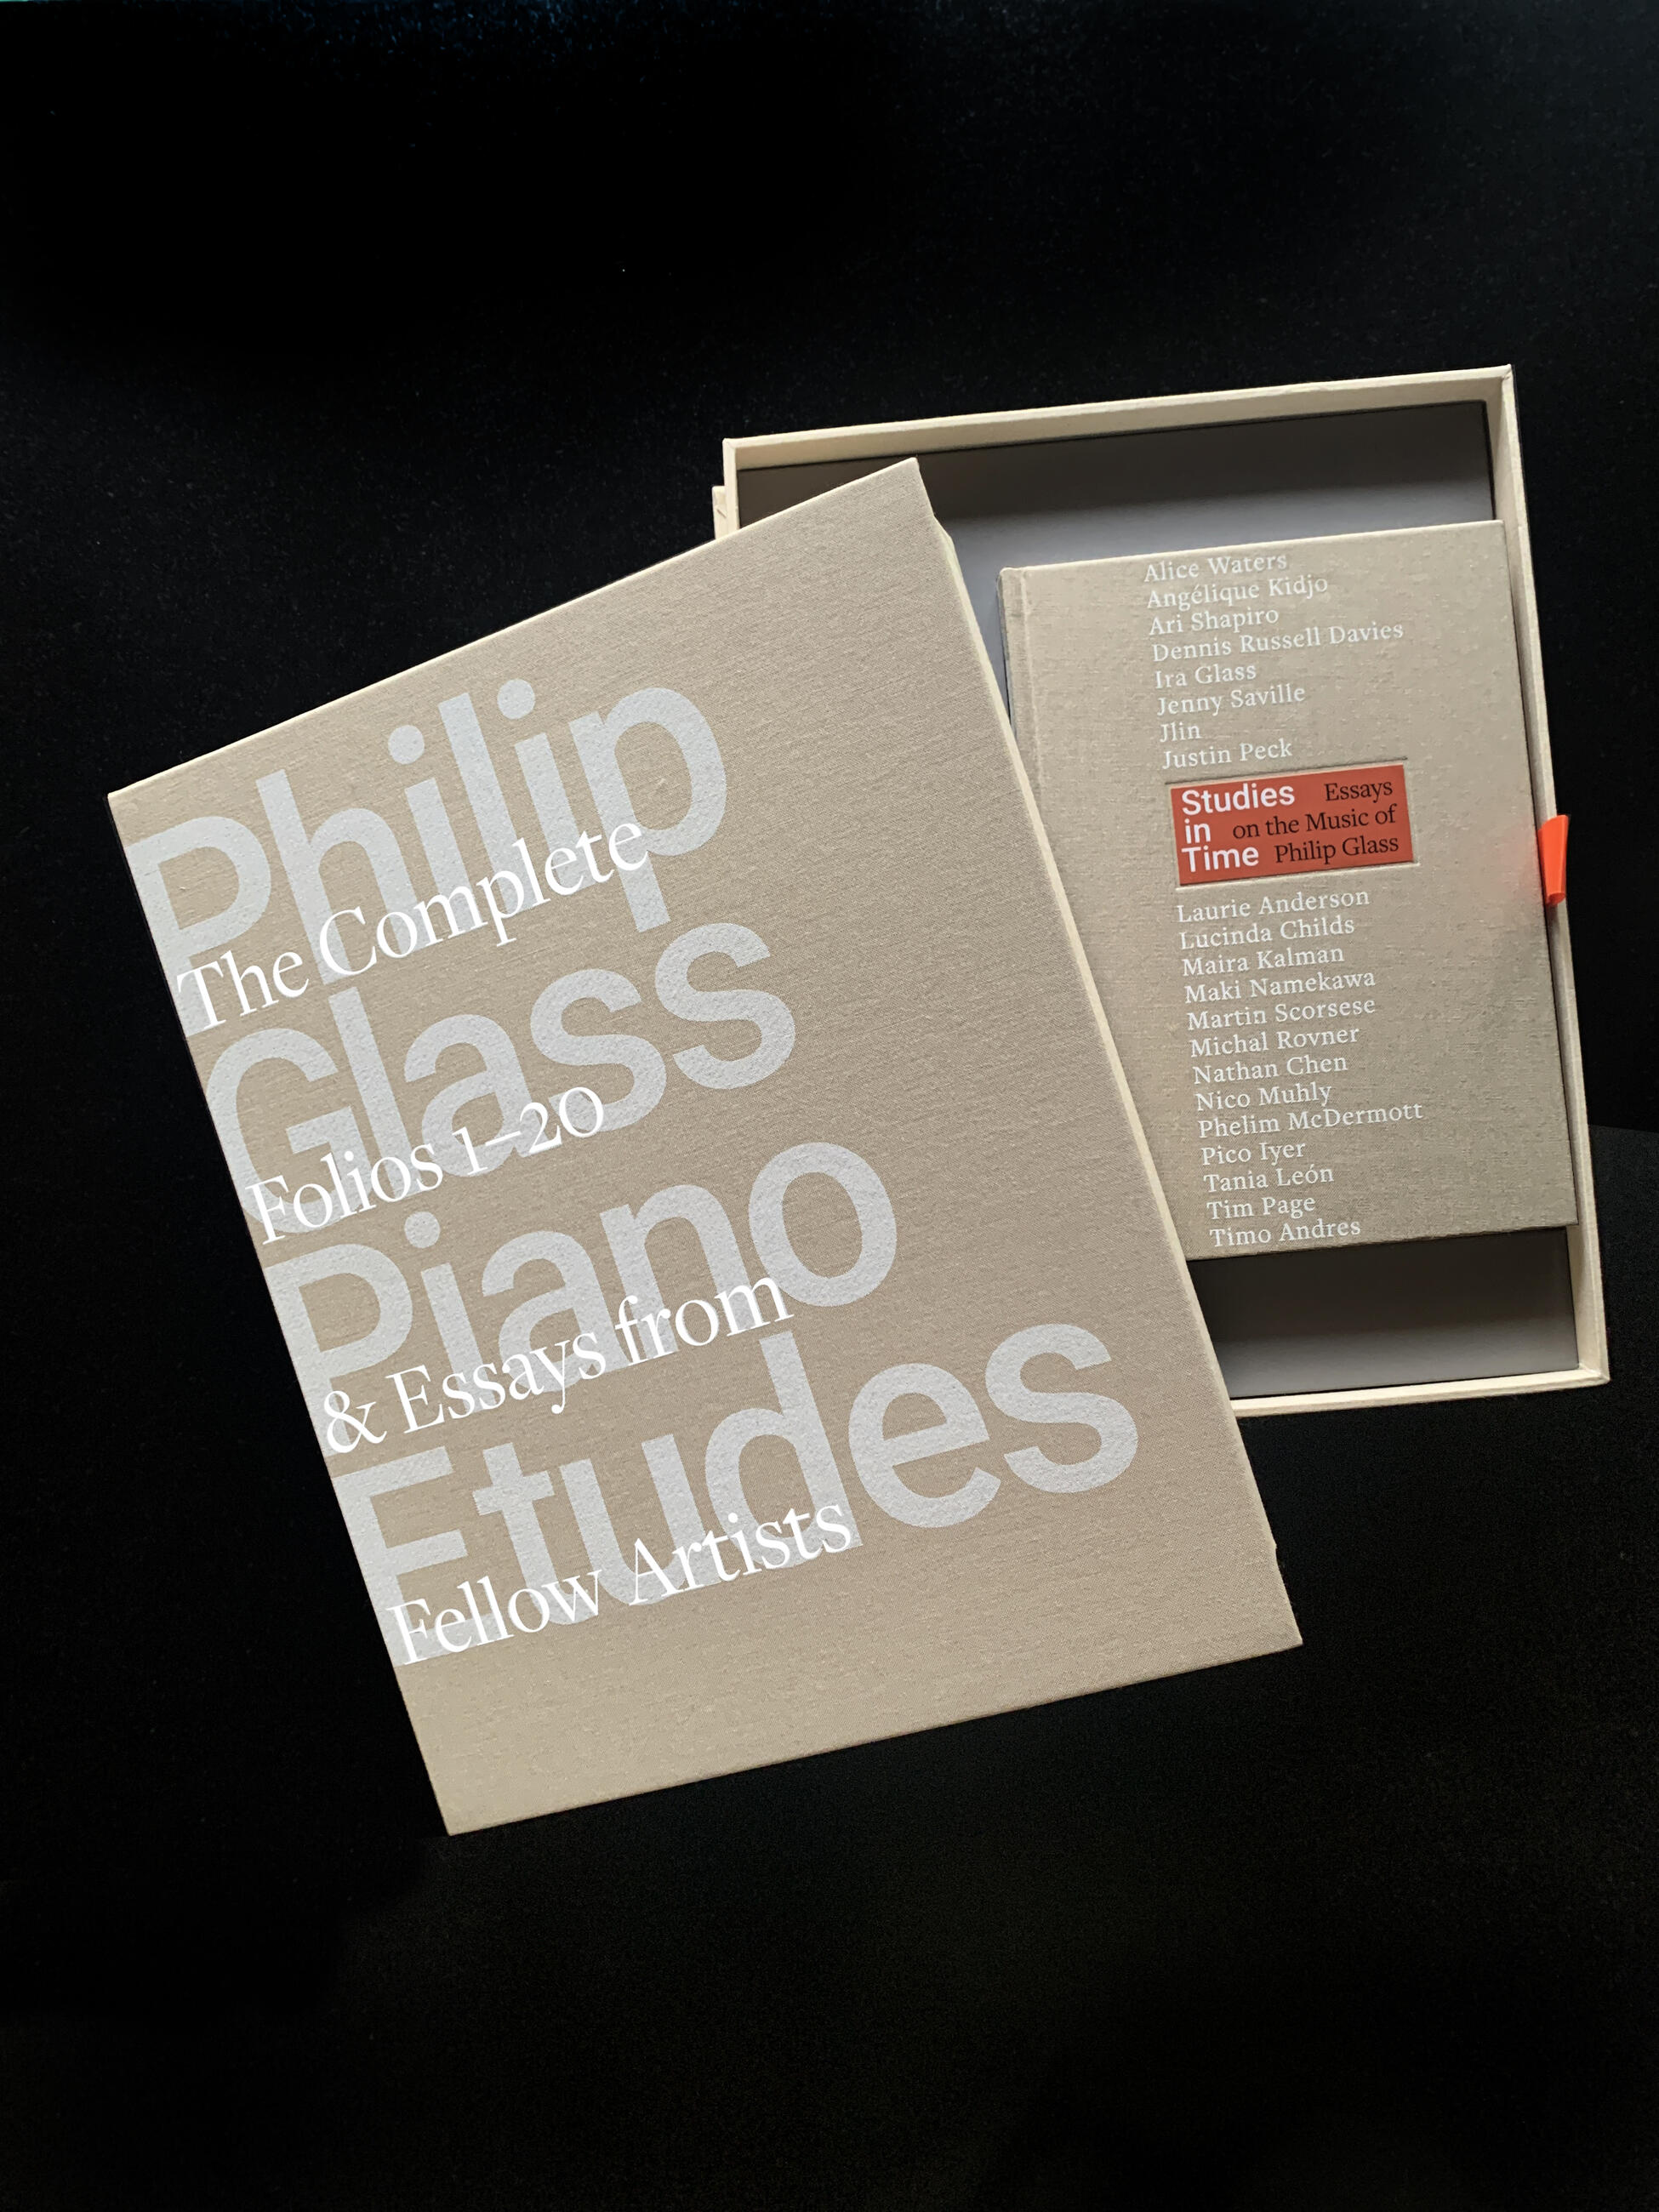 Philip
The Complete
Glass
Folios 1–20
Piano
& Essays from
Etudes
Fellow Artists
Alice Waters
Angélique Kidjo
Ari Shapiro
Dennis Russell Davies
Ira Glass
Jenny Saville
Jlin
Justin Peck
Studies Essays
in on the Music of
Time Philip Glass
Laurie Anderson
Lucinda Childs
Maira Kalman
Maki Namekawa
Martin Scorsese
Michal Rovner
Nathan Chen
Nico Muhly
Phelim McDermott
Pico Iyer
Tania León
Tim Page
Timo Andres